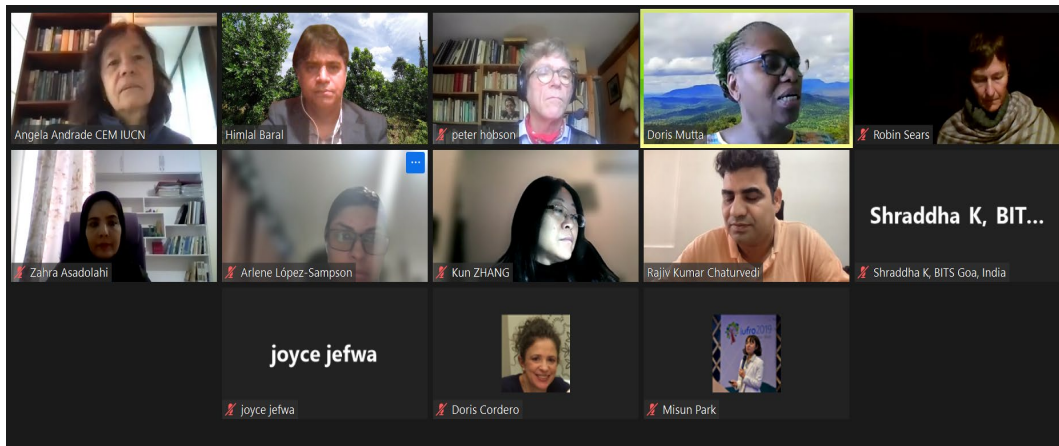 Angela Andrade CEM IUCN
Himlal Baral
peter hobson
Doris Mutta
Robin Sears
Zahra Asadolahi
Arlene López-Sampson
Kun ZHANG
Rajiv Kumar Chaturvedi
Shraddha K, BIT...
Shraddha K, BITS Goa, India
joyce jefwa
joyce jefwa
Doris Cordero
iufro2019
Misun Park